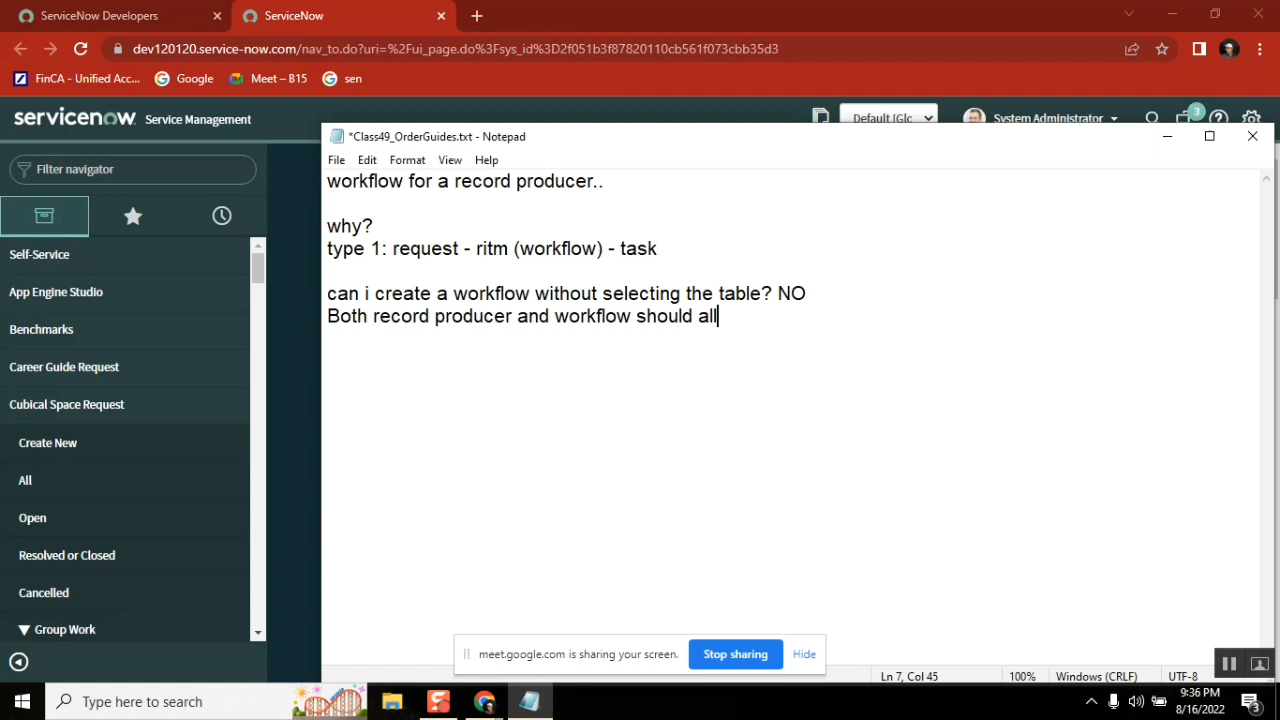 ServiceNow Developers
ServiceNow
dev120120.service-now.com/nav_to.do?uri=%2Fui_page.do%3Fsys_id%3D2f051b3f87820110cb561f073cbb35d3
FinCA - Unified Acc...
Google
Meet – B15
sen
servicenow
Service Management
Default [Glc
System Administrator
3
Filter navigator
Self-Service
App Engine Studio
Benchmarks
Career Guide Request
Cubical Space Request
Create New
All
Open
Resolved or Closed
Cancelled
Group Work
*Class49_OrderGuides.txt - Notepad
File Edit Format View Help
workflow for a record producer..
why?
type 1: request - ritm (workflow) - task
can i create a workflow without selecting the table? NO
Both record producer and workflow should all
meet.google.com is sharing your screen.
Stop sharing
Hide
Ln 7, Col 45
100%
Windows (CRLF)
UTF-8
Type here to search
9:36 PM
8/16/2022
3